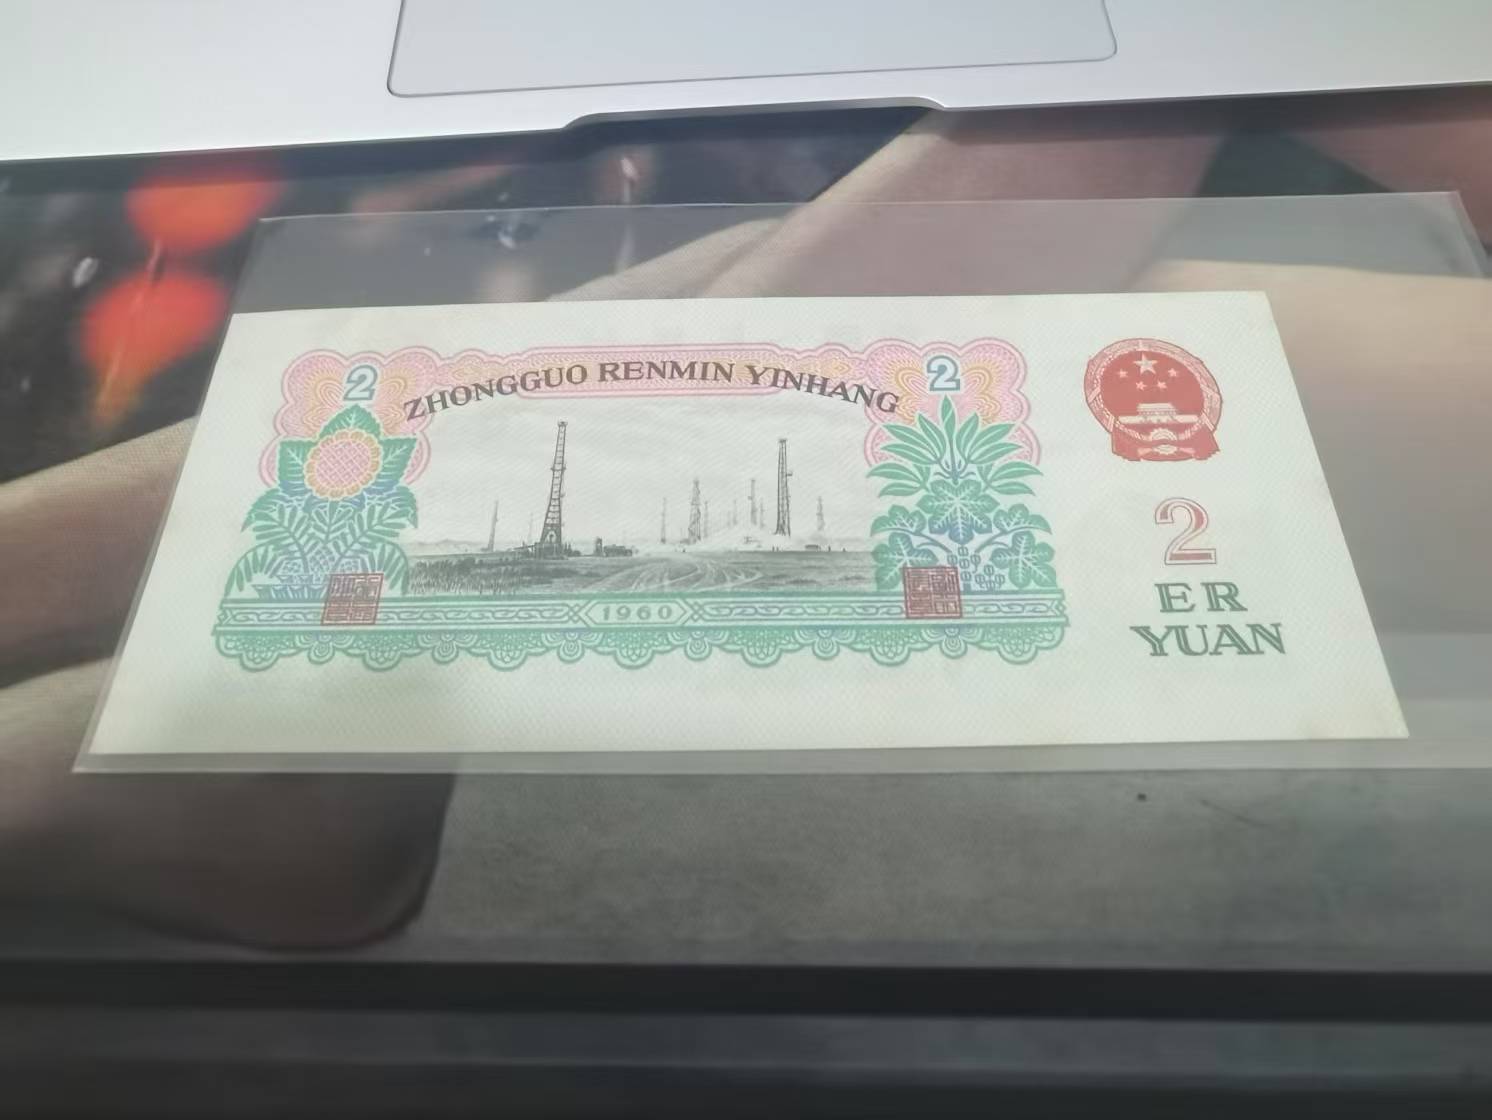 2
ZHONGGUO RENMIN YINHANG
2
1960
2
ER
YUAN